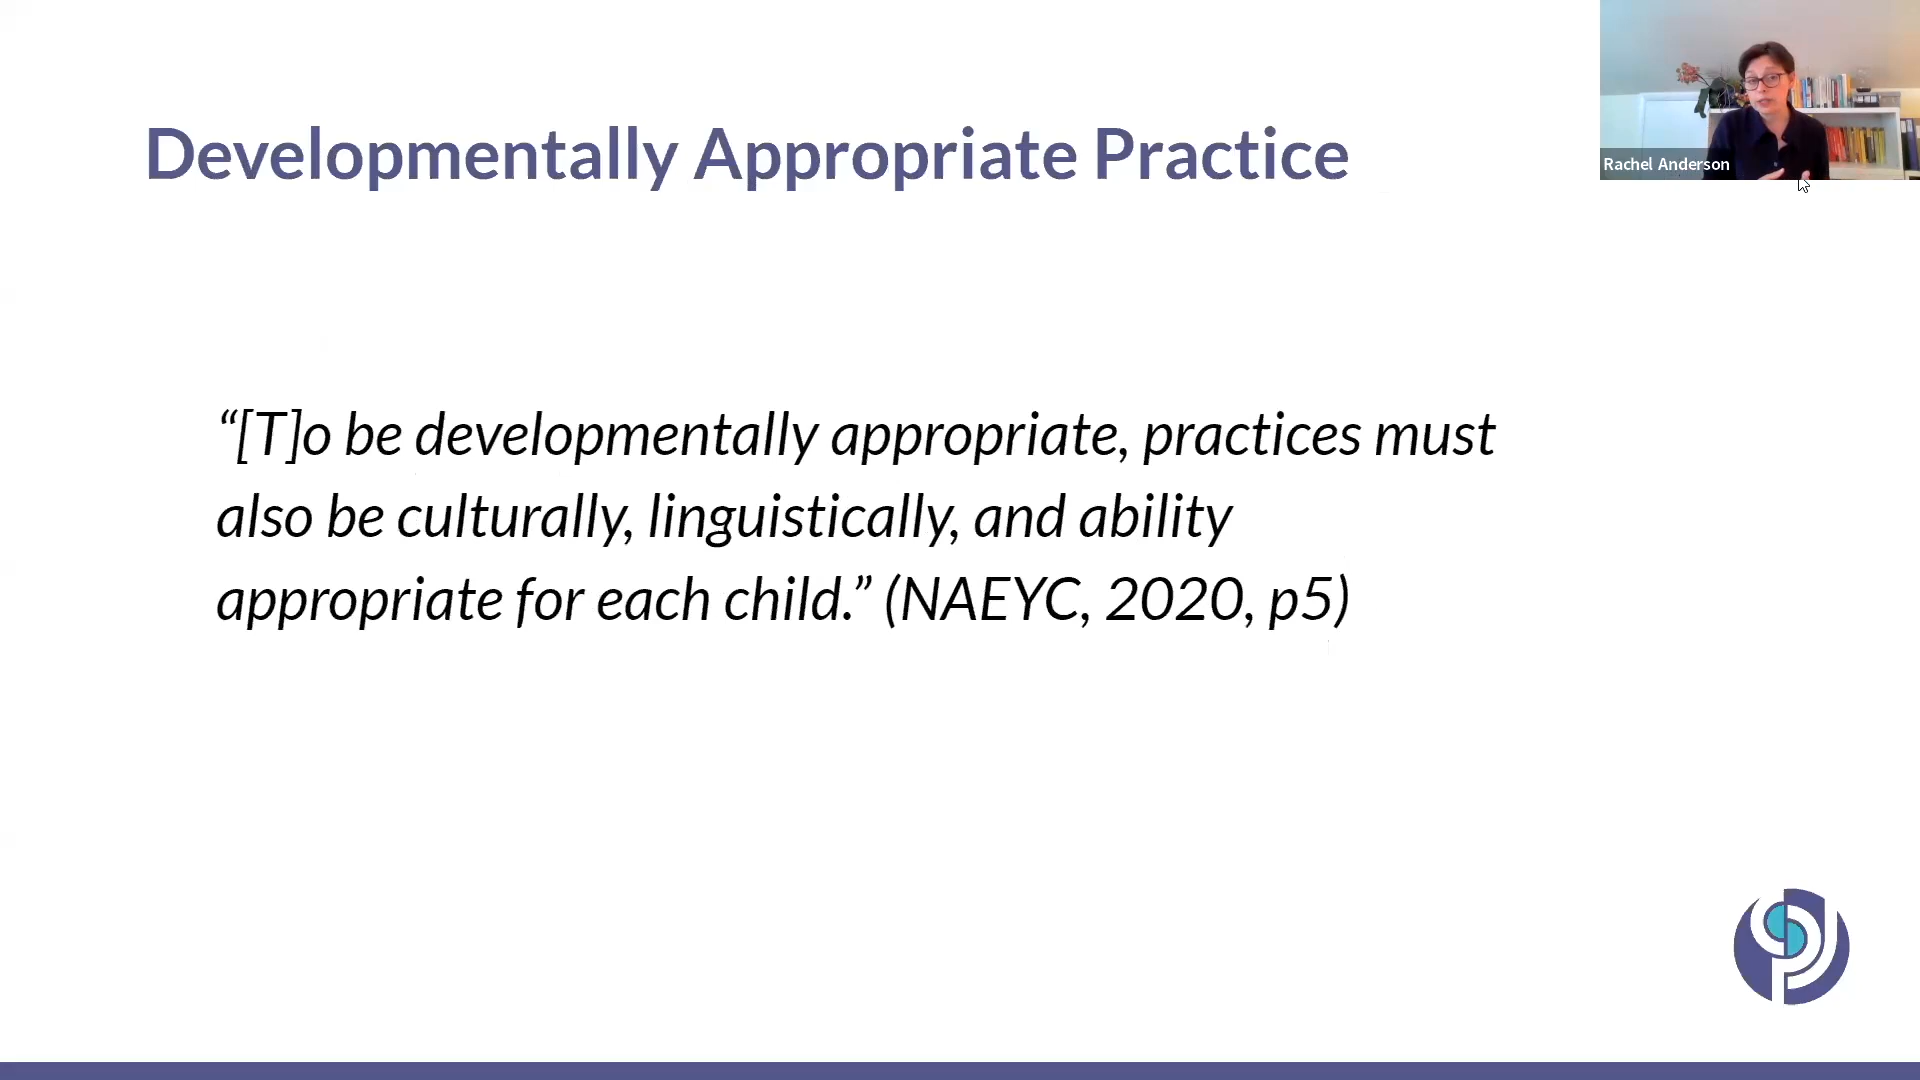 Developmentally Appropriate Practice
Rachel Anderson
“[T]o be developmentally appropriate, practices must
also be culturally, linguistically, and ability
appropriate for each child.” (NAEYC, 2020, p5)